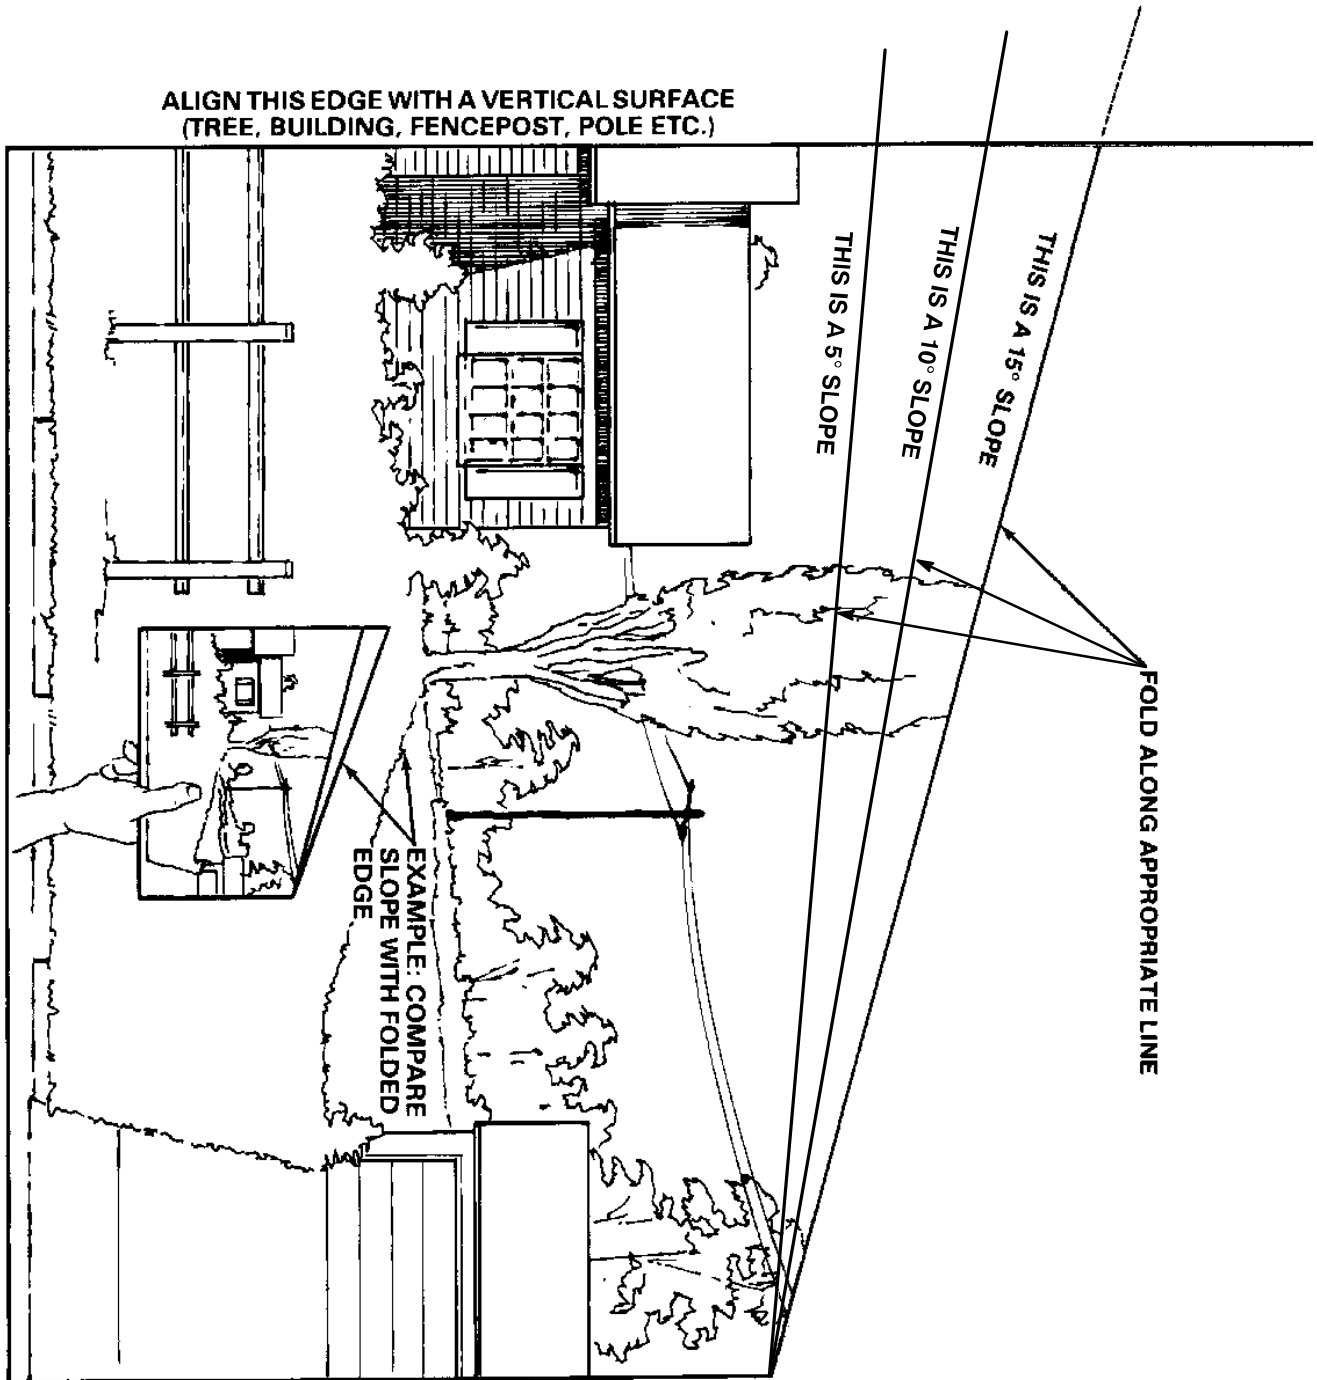 ALIGN THIS EDGE WITH A VERTICAL SURFACE
(TREE, BUILDING, FENCEPOST, POLE ETC.)
THIS IS A 5° SLOPE
THIS IS A 10° SLOPE
THIS IS A 15° SLOPE
FOLD ALONG APPROPRIATE LINE
EXAMPLE: COMPARE
SLOPE WITH FOLDED
EDGE